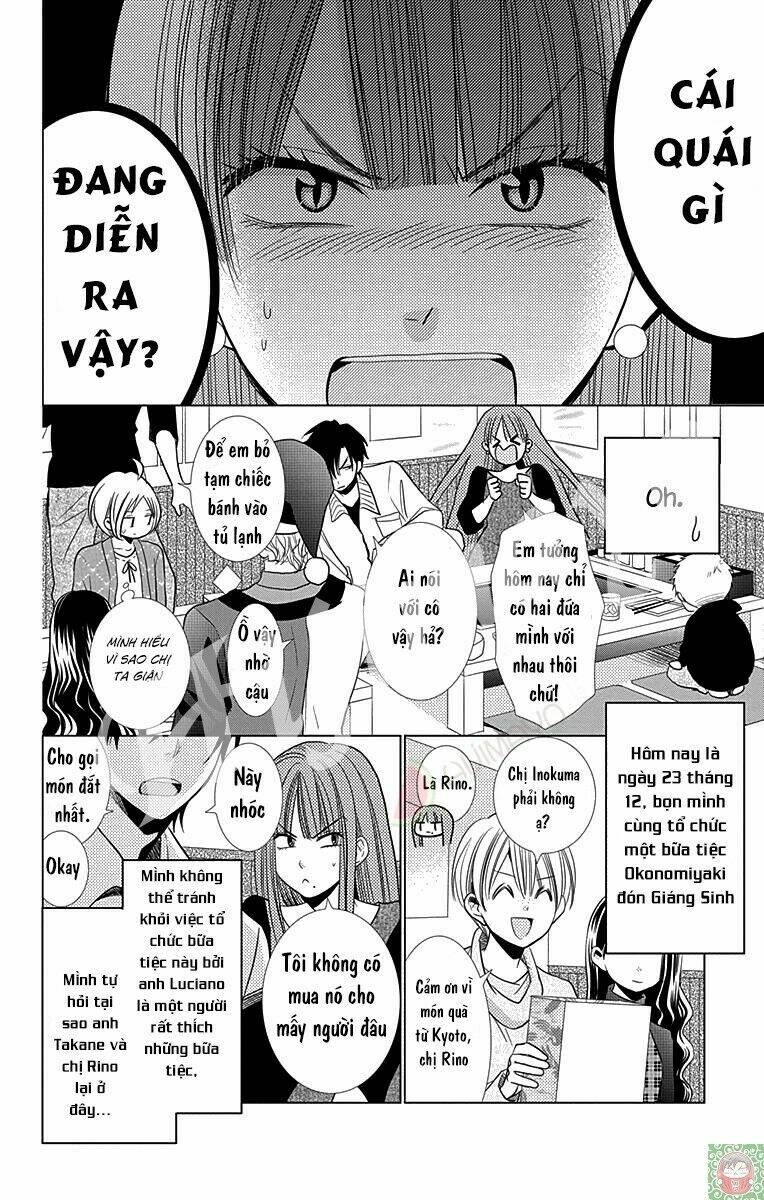 CÁI
QUÁI
GÌ
ĐANG
DIỄN
RA
VẬY?
Oh.
Em tưởng
hôm nay chỉ
có hai đứa
mình với
nhau thôi
chứ!
Ai nói
với cô
vậy hả?
Để em bỏ
tạm chiếc
bánh vào
tủ lạnh
Ồ vậy
nhờ
cậu
MÌNH HIỂU
VÌ SAO CHỊ
TA GIẬN
Hôm nay là
ngày 23 tháng
12, bọn mình
cùng tổ chức
một bữa tiệc
Okonomiyaki
đón Giáng Sinh
Chị Inokuma
phải không
ạ?
Là Rino.
Cảm ơn vì
món quà
từ Kyoto,
chị Rino
Này
nhóc
Tôi không có
mua nó cho
mấy người đâu
Cho gọi
món đắt
nhất.
Okay
Mình không
thể tránh
khỏi việc tổ
chức bữa
tiệc này bởi
anh Luciano
là một người
rất thích
những bữa
tiệc.
Mình tự
hỏi tại
sao anh
Takane và
chị Rino
lại ở
đây...